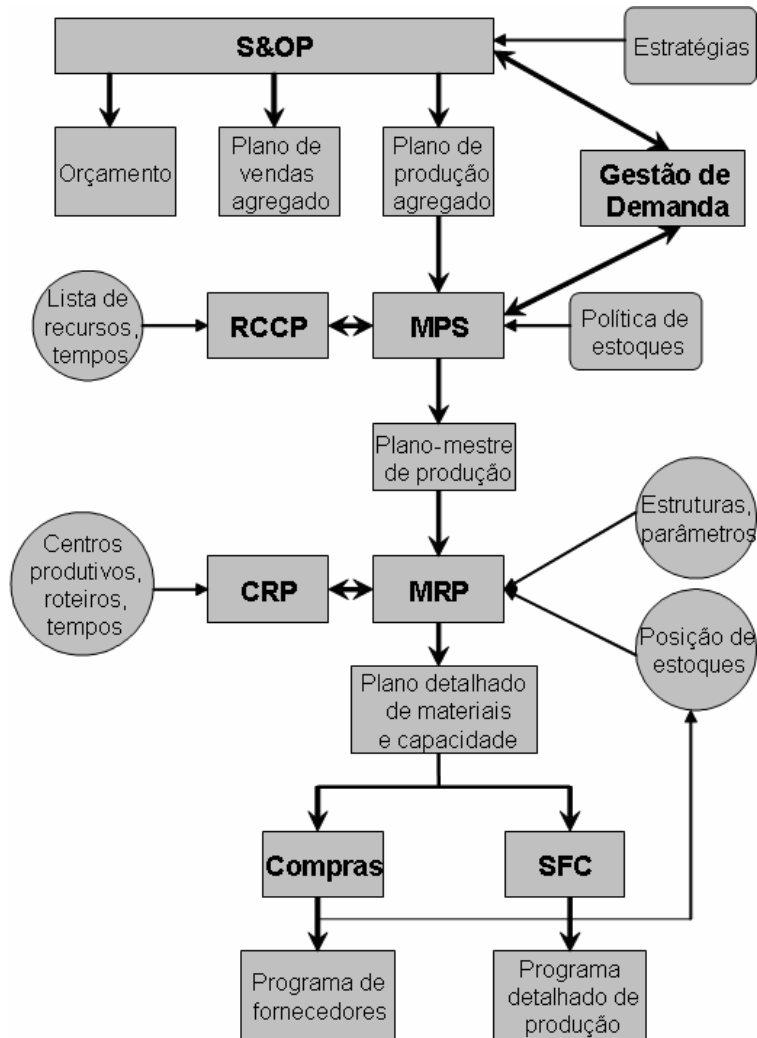 S&OP
Estratégias
Orçamento
Plano de
vendas
agregado
Plano de
produção
agregado
Gestão de
Demanda
Lista de
recursos,
tempos
RCCP
MPS
Política de
estoques
Plano-mestre
de produção
Estruturas,
parâmetros
Centros
produtivos,
roteiros,
tempos
CRP
MRP
Posição de
estoques
Plano detalhado
de materiais
e capacidade
Compras
SFC
Programa de
fornecedores
Programa
detalhado de
produção